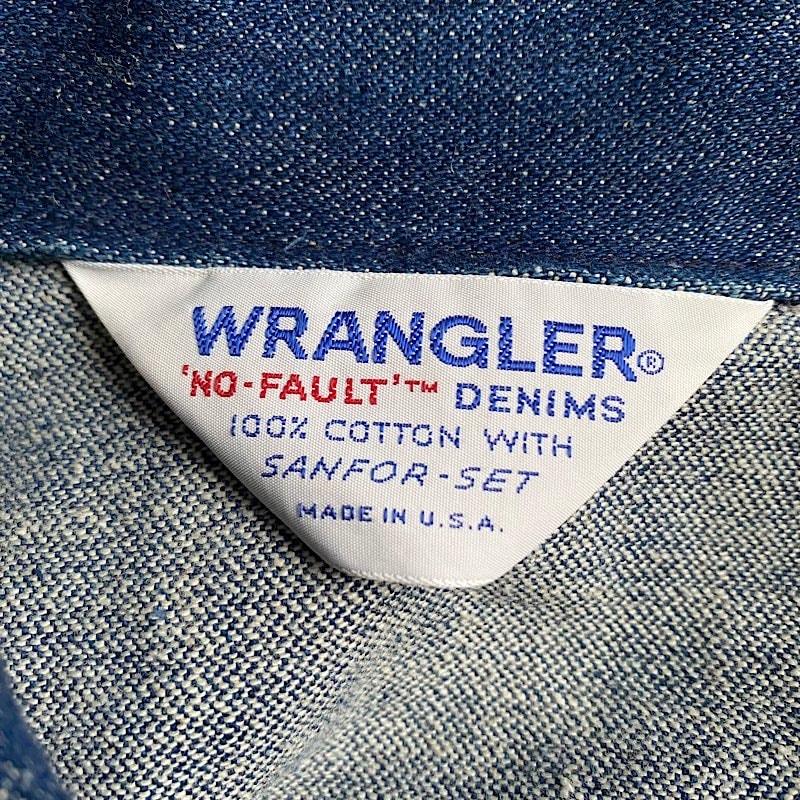 WRANGLER®
'NO-FAULT'™ DENIMS
100% COTTON WITH
SANFOR-SET
MADE IN U.S.A.